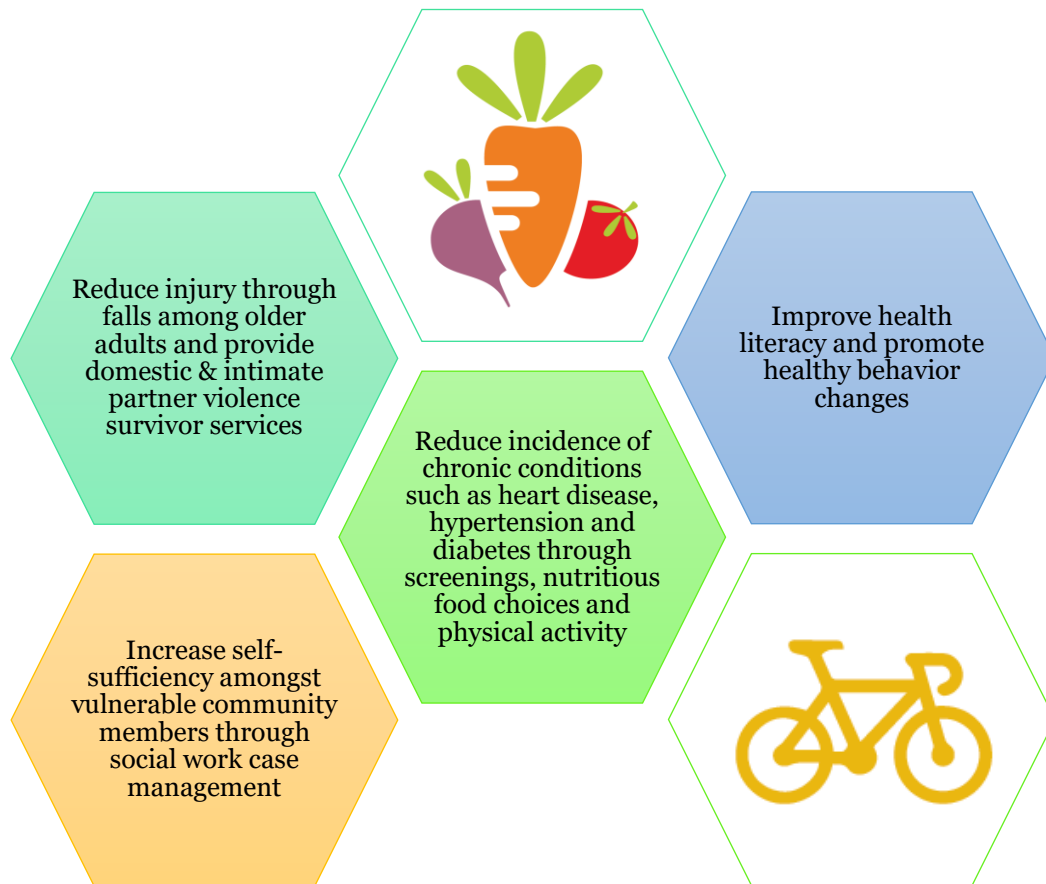 Reduce injury through
falls among older
adults and provide
domestic & intimate
partner violence
survivor services
Improve health
literacy and promote
healthy behavior
changes
Reduce incidence of
chronic conditions
such as heart disease,
hypertension and
diabetes through
screenings, nutritious
food choices and
physical activity
Increase self-
sufficiency amongst
vulnerable community
members through
social work case
management